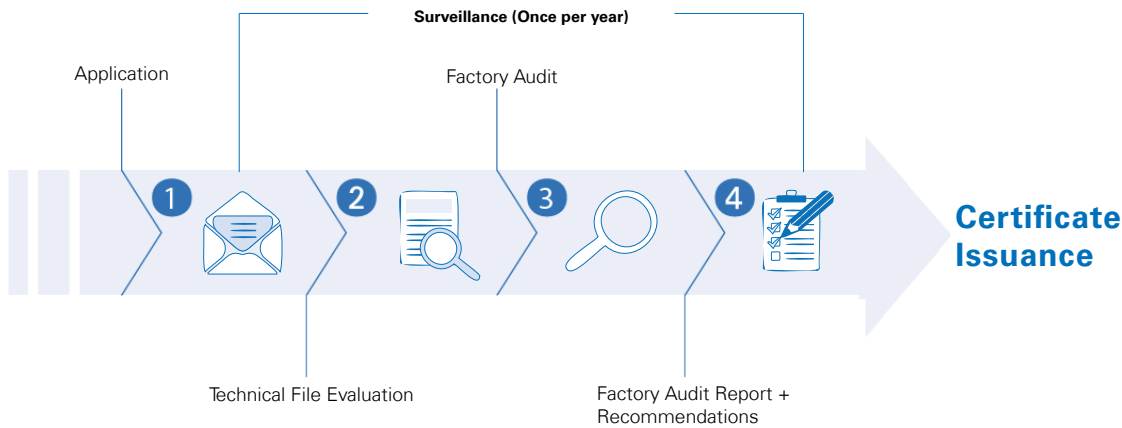 Surveillance (Once per year)
Application
Factory Audit
1
2
3
4
Certificate
Issuance
Technical File Evaluation
Factory Audit Report +
Recommendations